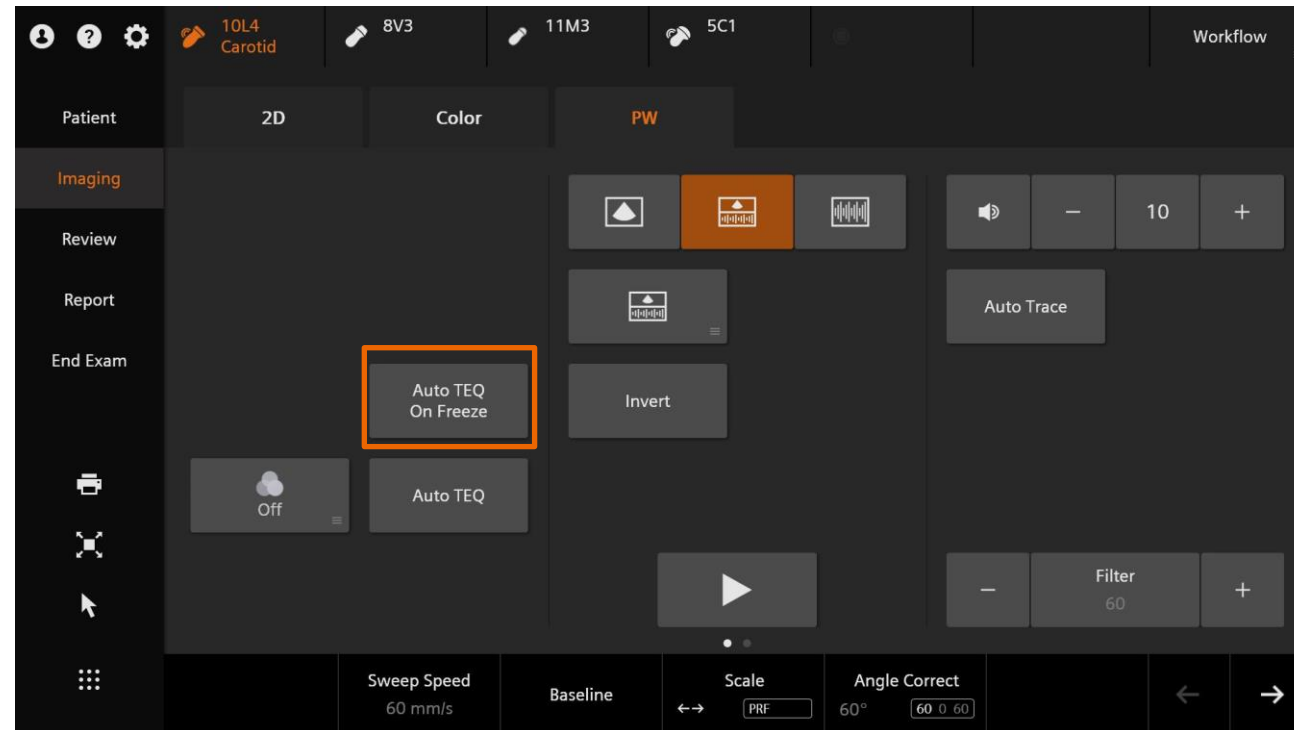 10L4
Carotid
8V3
11M3
5C1
Workflow
Patient
2D
Color
PW
Imaging
10
Review
Report
Auto Trace
End Exam
Auto TEQ
On Freeze
Invert
Off
Auto TEQ
Filter
60
Sweep Speed
60 mm/s
Baseline
Scale
PRF
Angle Correct
60°
60 0 60